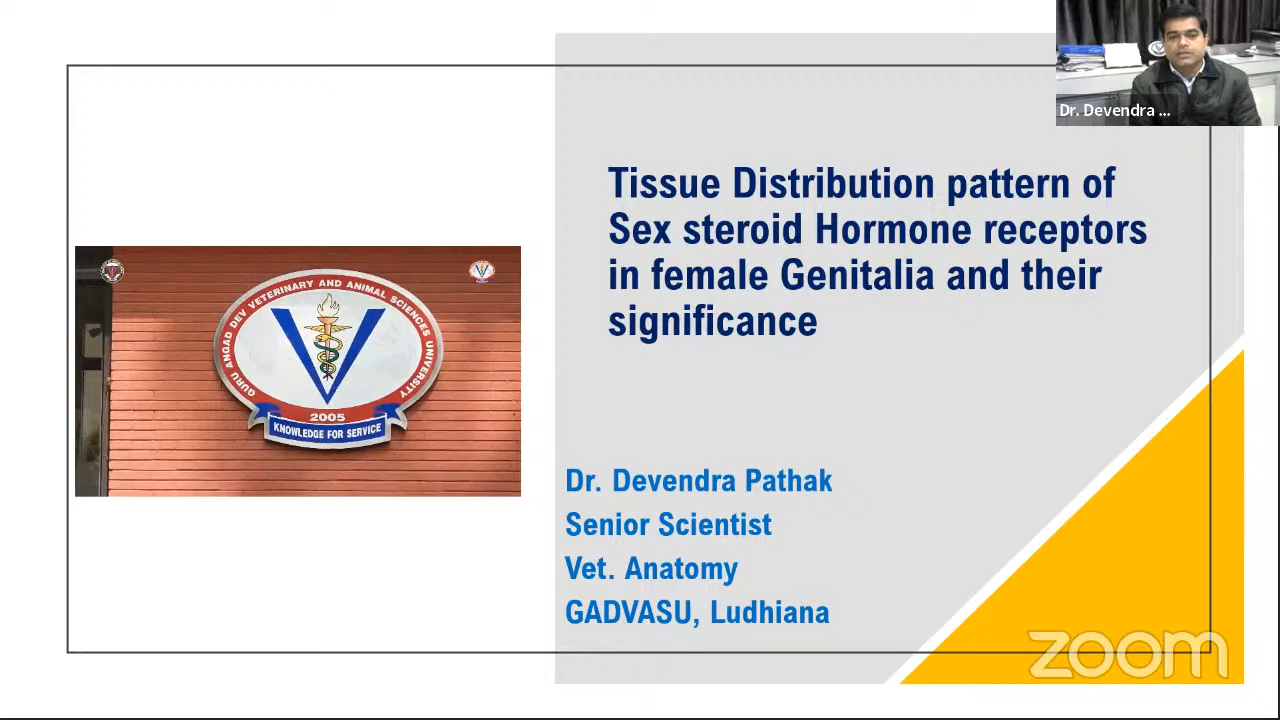 Dr. Devendra ...
Tissue Distribution pattern of
Sex steroid Hormone receptors
in female Genitalia and their
significance
GURU ANGAD DEV VETERINARY AND ANIMAL SCIENCES UNIVERSITY
2005
KNOWLEDGE FOR SERVICE
Dr. Devendra Pathak
Senior Scientist
Vet. Anatomy
GADVASU, Ludhiana
zoom